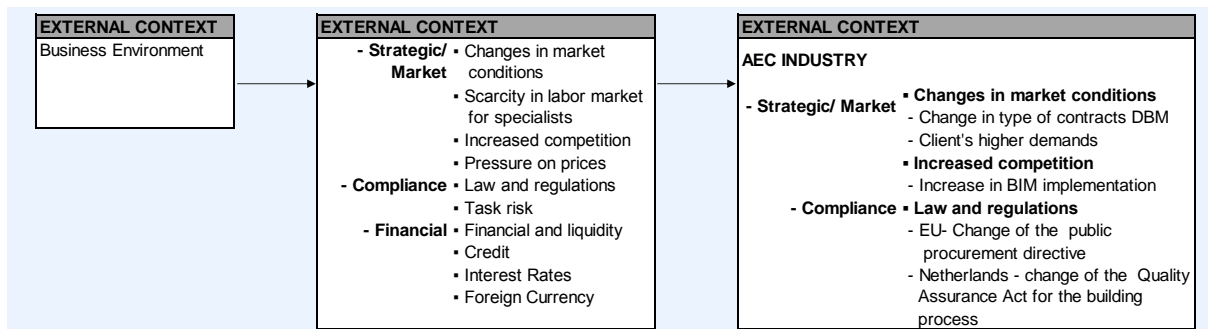 EXTERNAL CONTEXT
Business Environment
EXTERNAL CONTEXT
- Strategic/ ▪ Changes in market
Market conditions
▪ Scarcity in labor market
for specialists
▪ Increased competition
▪ Pressure on prices
- Compliance ▪ Law and regulations
▪ Task risk
- Financial ▪ Financial and liquidity
▪ Credit
▪ Interest Rates
▪ Foreign Currency
EXTERNAL CONTEXT
AEC INDUSTRY
- Strategic/ Market ▪ Changes in market conditions
- Change in type of contracts DBM
- Client's higher demands
▪ Increased competition
- Increase in BIM implementation
- Compliance ▪ Law and regulations
- EU- Change of the public
procurement directive
- Netherlands - change of the Quality
Assurance Act for the building
process